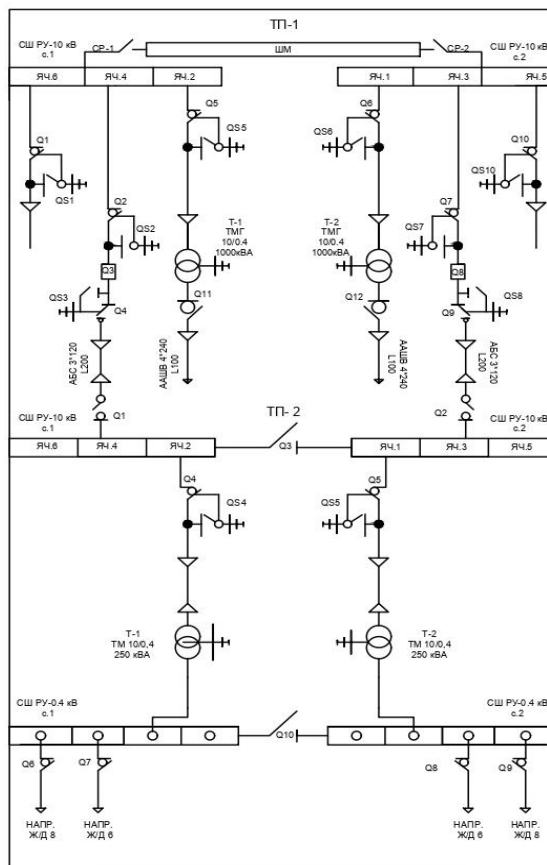 ТП-1
СШ РУ-10 кВ
с.1
СР-1
ШМ
СР-2
СШ РУ-10 кВ
с.2
ЯЧ.6
ЯЧ.4
ЯЧ.2
ЯЧ.1
ЯЧ.3
ЯЧ.5
Q1
QS1
Q2
QS2
Q3
QS3
Q4
Q5
QS5
Q6
QS6
Q7
QS7
Q8
QS8
Q9
Q10
QS10
Т-1
ТМГ
10/0.4
1000кВА
Т-2
ТМГ
10/0.4
1000кВА
Q11
Q12
АБС 3*120
L200
ААШВ 4*240
L100
ААШВ 4*240
L100
АБС 3*120
L200
Q1
Q2
ТП- 2
СШ РУ-10 кВ
с.1
СШ РУ-10 кВ
с.2
ЯЧ.6
ЯЧ.4
ЯЧ.2
Q3
ЯЧ.1
ЯЧ.3
ЯЧ.5
Q4
QS4
Q5
QS5
Т-1
ТМ 10/0,4
250 кВА
Т-2
ТМ 10/0,4
250 кВА
СШ РУ-0.4 кВ
с.1
СШ РУ-0.4 кВ
с.2
Q10
Q6
Q7
Q8
Q9
НАПР.
Ж/Д 8
НАПР.
Ж/Д 6
НАПР.
Ж/Д 6
НАПР.
Ж/Д 8